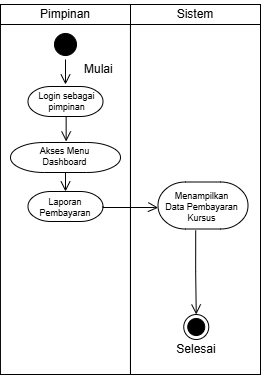 Pimpinan
Sistem
Mulai
Login sebagai
pimpinan
Akses Menu
Dashboard
Laporan
Pembayaran
Menampilkan
Data Pembayaran
Kursus
Selesai